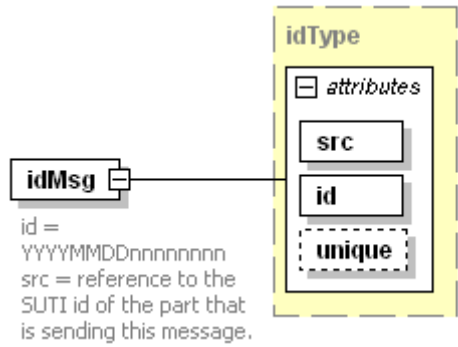 idType
attributes
src
idMsg
id
unique
id =
YYYYMMDDnnnnnnnn
src = reference to the
SUTI id of the part that
is sending this message.